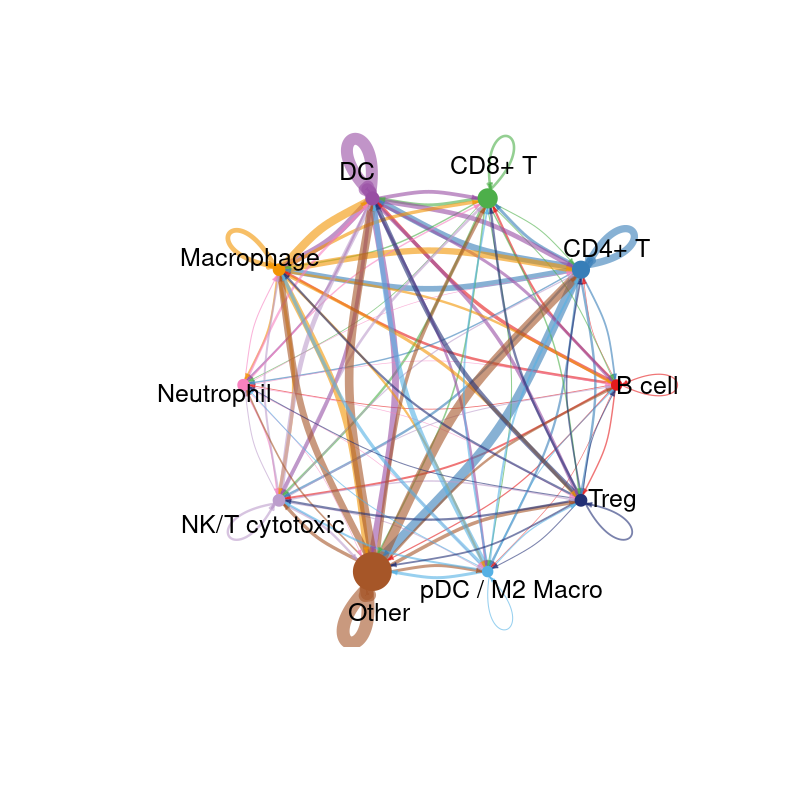 DC
CD8+ T
CD4+ T
Macrophage
B cell
Neutrophil
Treg
NK/T cytotoxic
pDC / M2 Macro
Other